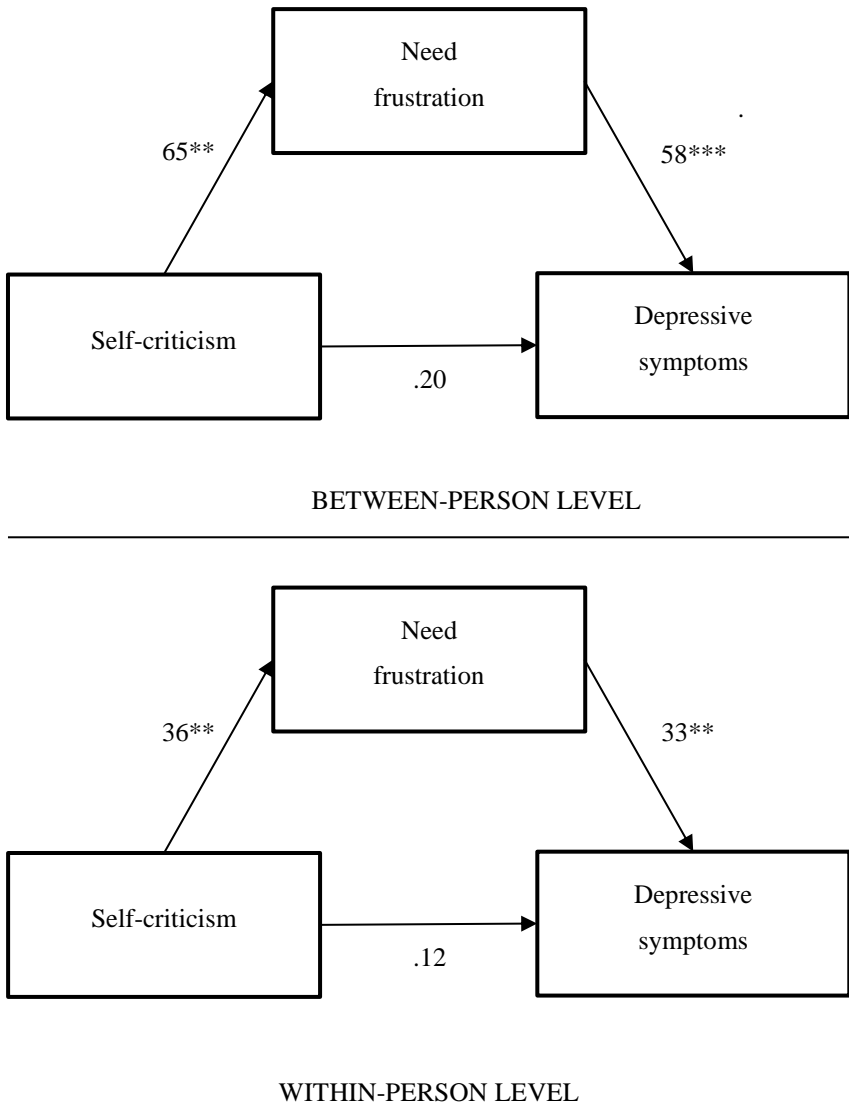 Need
frustration
.
65**
58***
Self-criticism
Depressive
symptoms
.20
BETWEEN-PERSON LEVEL
Need
frustration
36**
33**
Self-criticism
Depressive
symptoms
.12
WITHIN-PERSON LEVEL